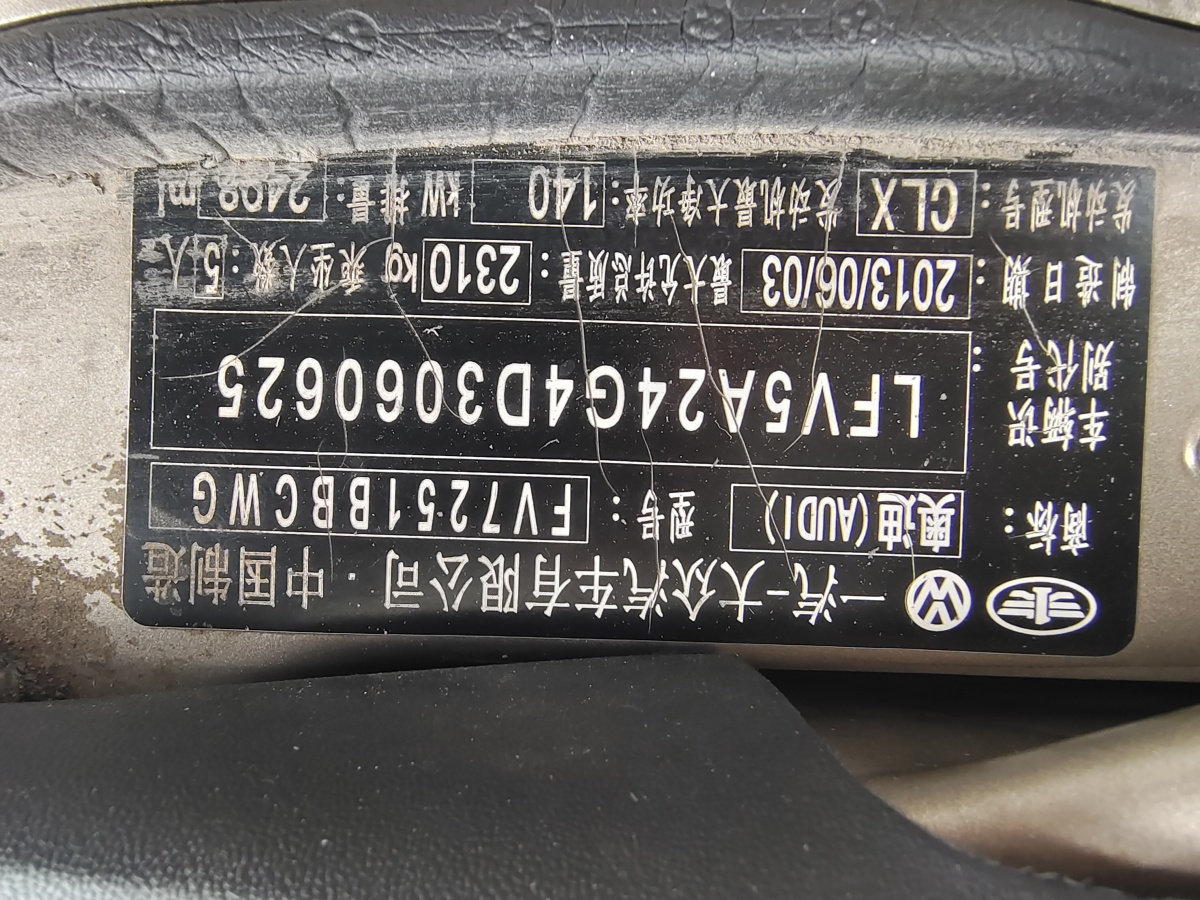 一汽-大众汽车有限公司 · 中国制造
商标: 奥迪(AUDI) 型号: FV7251BBCWG
车辆识别代号: LFV5A24G4D3060625
制造日期: 2013/06/03 最大允许总质量: 2310 kg 乘坐人数: 5 人
发动机型号: CLX 发动机最大净功率: 140 kW 排量: 2498 ml